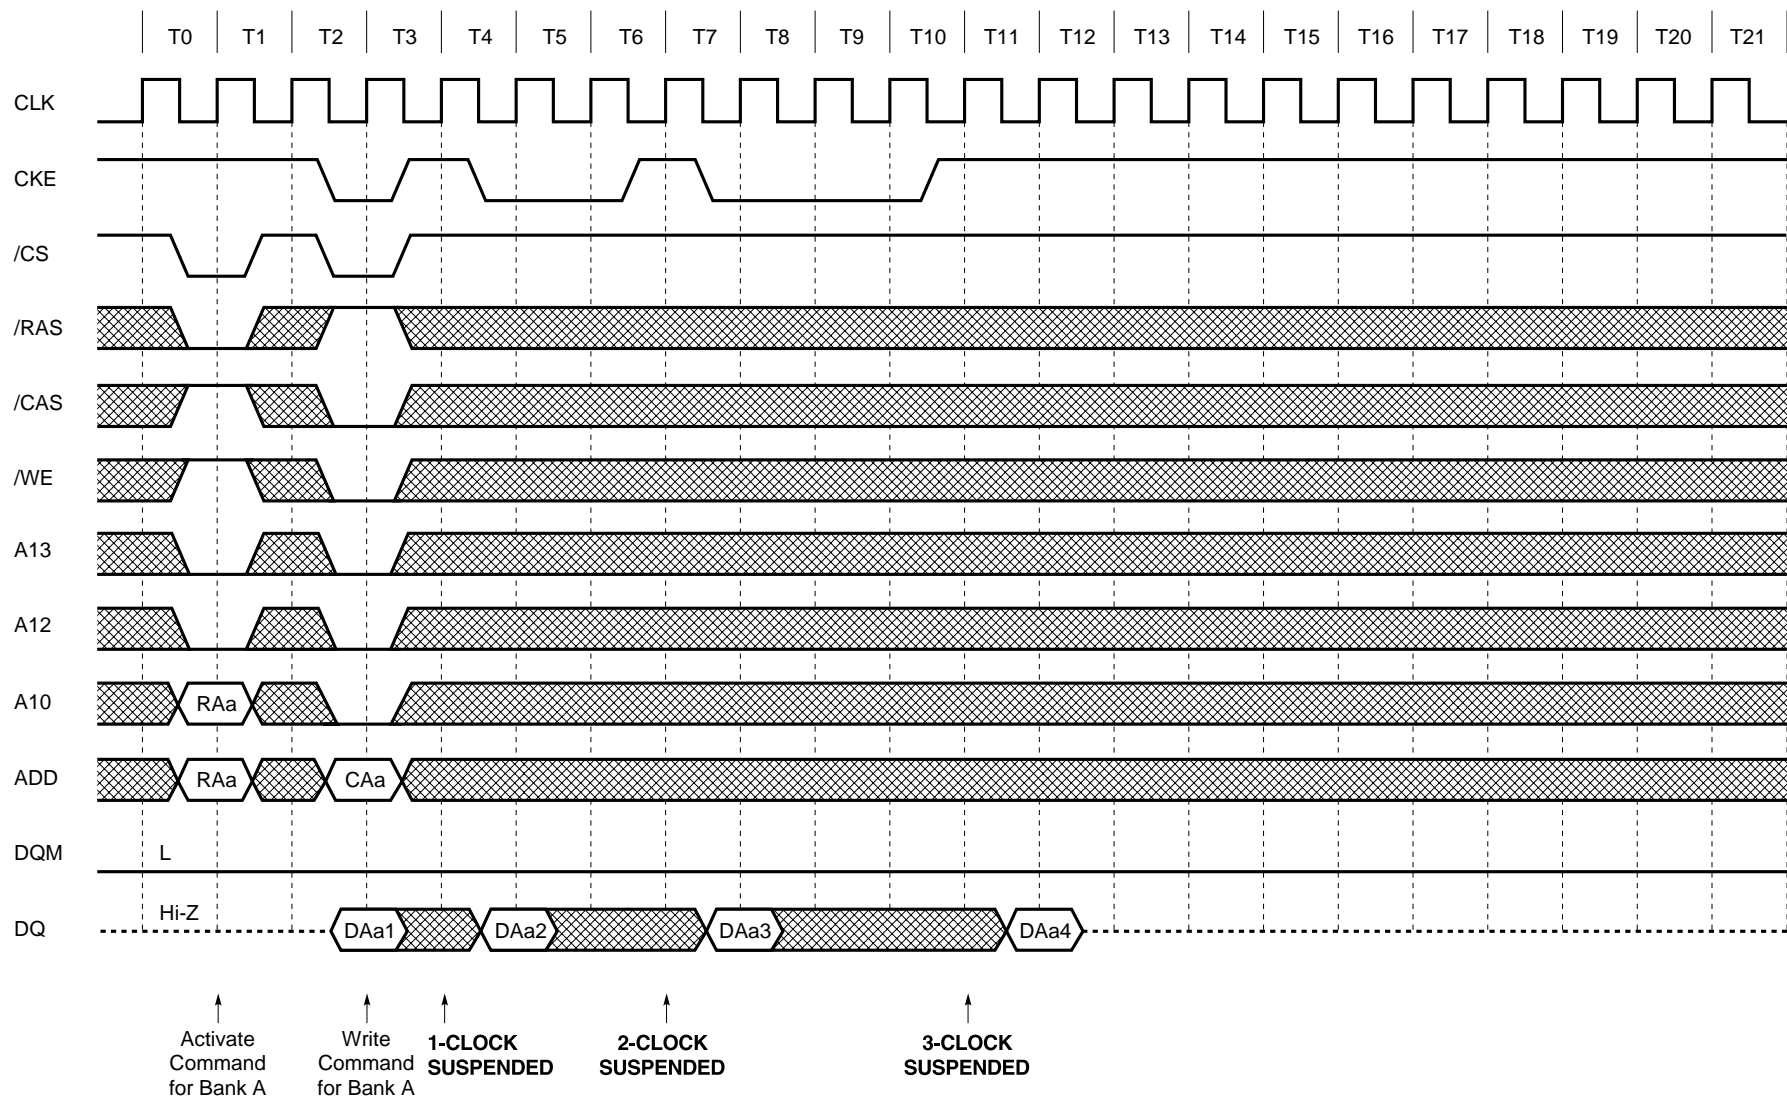 T0 T1 T2 T3 T4 T5 T6 T7 T8 T9 T10 T11 T12 T13 T14 T15 T16 T17 T18 T19 T20 T21
CLK
CKE
/CS
/RAS
/CAS
/WE
A13
A12
A10 RAa
ADD RAa CAa
DQM L
DQ Hi-Z DAa1 DAa2 DAa3 DAa4
Activate
Command
for Bank A
Write
Command
for Bank A
1-CLOCK
SUSPENDED
2-CLOCK
SUSPENDED
3-CLOCK
SUSPENDED